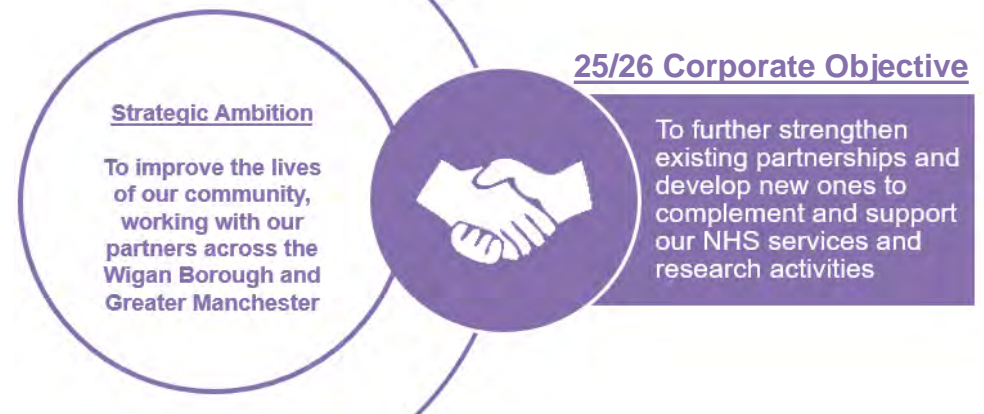 Strategic Ambition
To improve the lives
of our community,
working with our
partners across the
Wigan Borough and
Greater Manchester
25/26 Corporate Objective
To further strengthen
existing partnerships and
develop new ones to
complement and support
our NHS services and
research activities